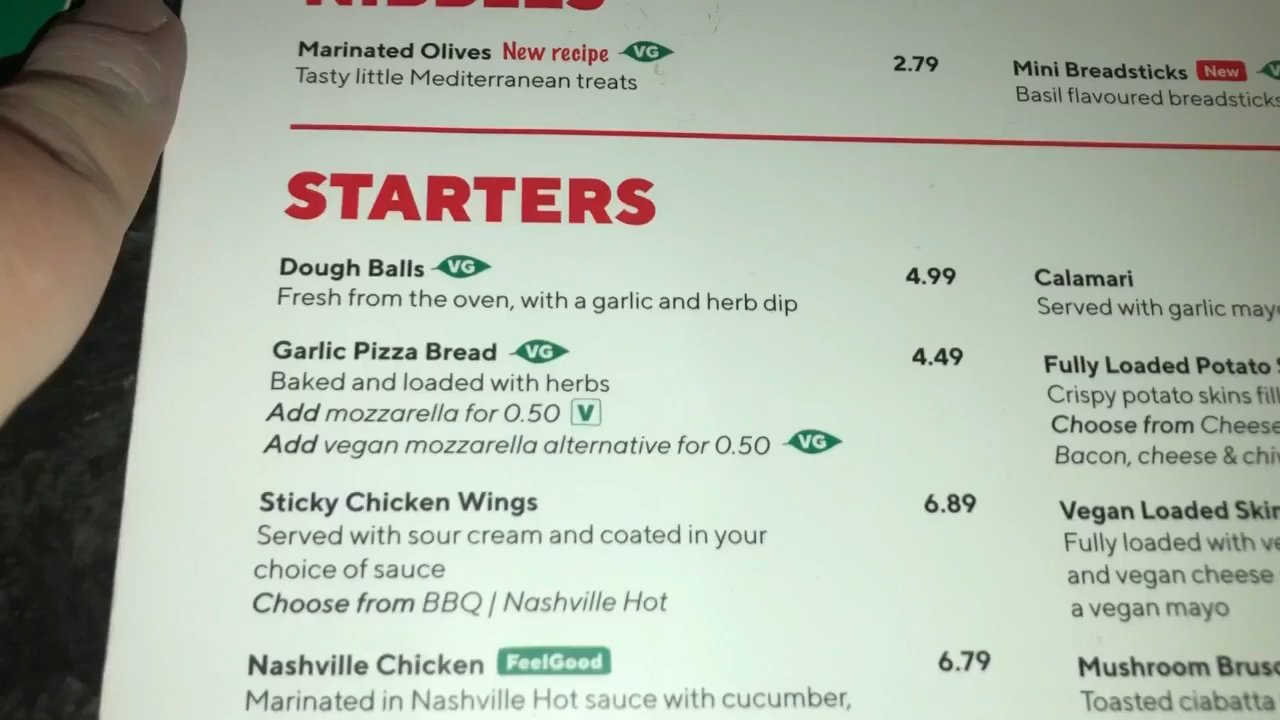 NIBBLES
Marinated Olives New recipe VG
Tasty little Mediterranean treats
2.79
Mini Breadsticks New
Basil flavoured breadsticks
STARTERS
Dough Balls VG
Fresh from the oven, with a garlic and herb dip
4.99
Garlic Pizza Bread VG
Baked and loaded with herbs
Add mozzarella for 0.50 V
Add vegan mozzarella alternative for 0.50 VG
4.49
Sticky Chicken Wings
Served with sour cream and coated in your
choice of sauce
Choose from BBQ | Nashville Hot
6.89
Nashville Chicken FeelGood
Marinated in Nashville Hot sauce with cucumber,
6.79
Calamari
Served with garlic
Fully Loaded Potato
Crispy potato skins
Choose from Cheese
Bacon, cheese &
Vegan Loaded
Fully loaded with
and vegan cheese
a vegan mayo
Mushroom
Toasted ciabatta